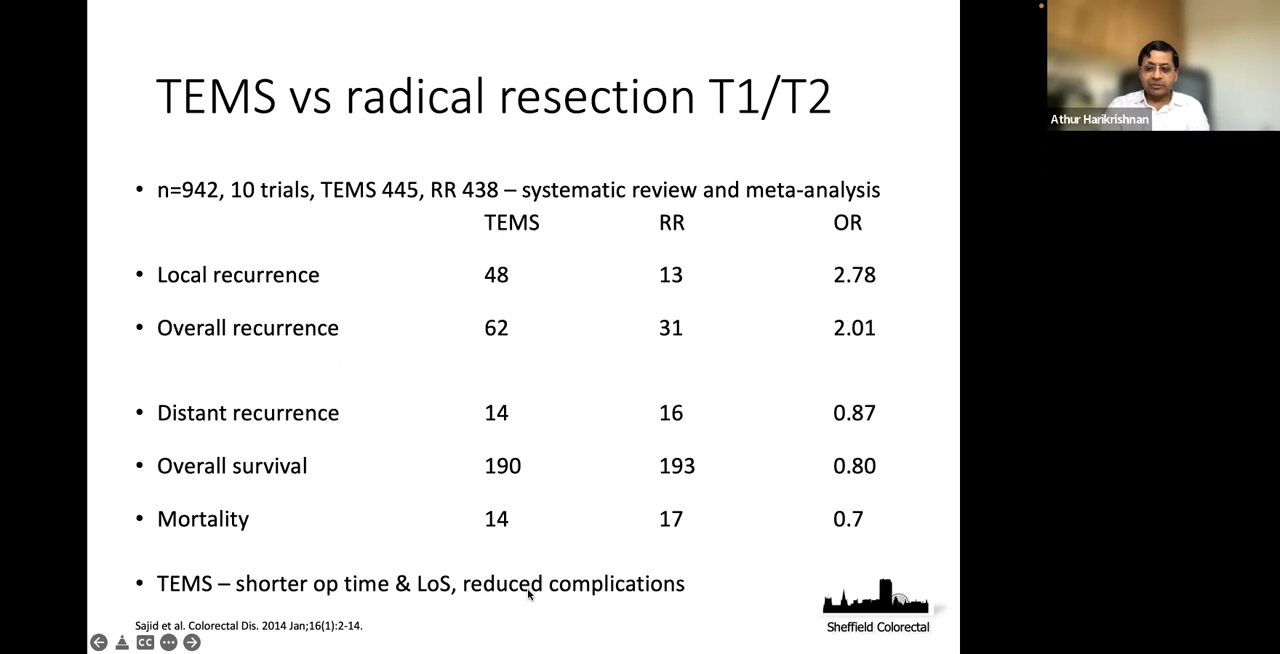 TEMS vs radical resection T1/T2
• n=942, 10 trials, TEMS 445, RR 438 – systematic review and meta-analysis
TEMS RR OR
• Local recurrence 48 13 2.78
• Overall recurrence 62 31 2.01
• Distant recurrence 14 16 0.87
• Overall survival 190 193 0.80
• Mortality 14 17 0.7
• TEMS – shorter op time & LoS, reduced complications
Sajid et al. Colorectal Dis. 2014 Jan;16(1):2-14.
Sheffield Colorectal
CC
Athur Harikrishnan